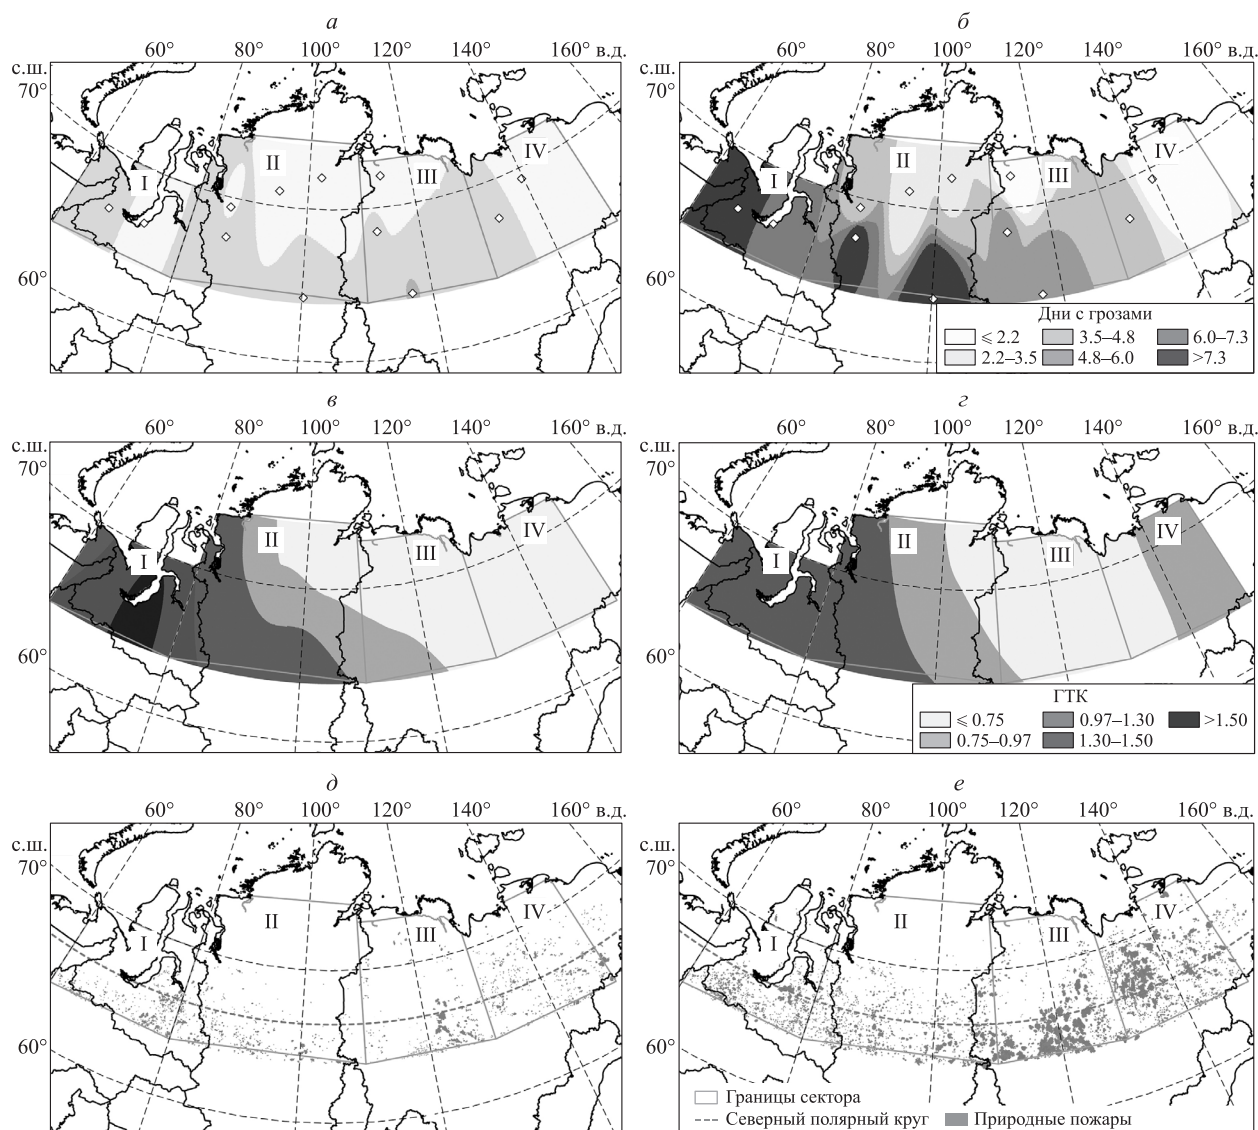 а
60° 80° 100° 120° 140° 160° в.д.
с.ш.
70°
60°
I
II
III
IV
б
60° 80° 100° 120° 140° 160° в.д.
с.ш.
70°
60°
I
II
III
IV
Дни с грозами
⩽ 2.2 3.5–4.8 6.0–7.3
2.2–3.5 4.8–6.0 >7.3
в
60° 80° 100° 120° 140° 160° в.д.
с.ш.
70°
60°
I
II
III
IV
г
60° 80° 100° 120° 140° 160° в.д.
с.ш.
70°
60°
I
II
III
IV
ГТК
⩽ 0.75 0.97–1.30 >1.50
0.75–0.97 1.30–1.50
д
60° 80° 100° 120° 140° 160° в.д.
с.ш.
70°
60°
I
II
III
IV
е
60° 80° 100° 120° 140° 160° в.д.
с.ш.
70°
60°
I
II
III
IV
Границы сектора
Северный полярный круг Природные пожары